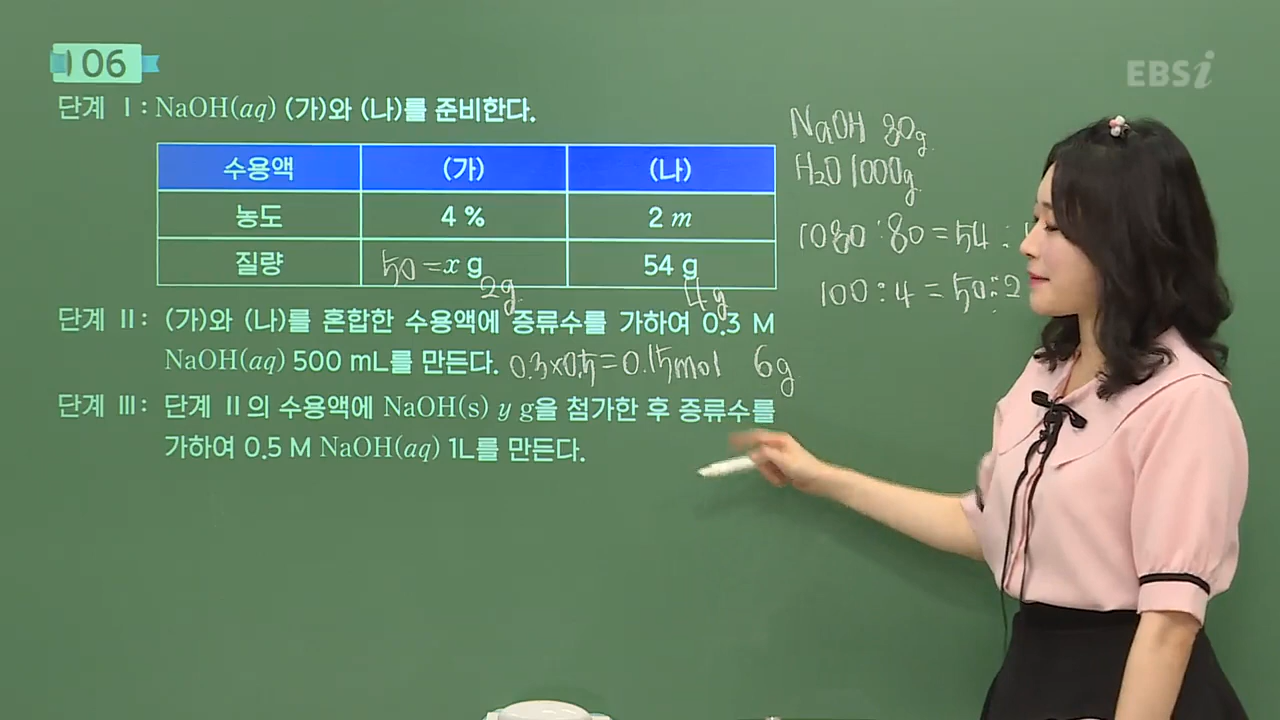 06
EBSi
단계 Ⅰ: NaOH(aq) (가)와 (나)를 준비한다.
수용액 (가) (나)
농도 4 % 2 m
질량 50 = x g 54 g
2g 4g
단계 Ⅱ: (가)와 (나)를 혼합한 수용액에 증류수를 가하여 0.3 M
NaOH(aq) 500 mL를 만든다. 0.3×0.5=0.15mol 6g
단계 Ⅲ: 단계 Ⅱ의 수용액에 NaOH(s) y g을 첨가한 후 증류수를
가하여 0.5 M NaOH(aq) 1L를 만든다.
NaOH 80g
H2O 1000g
1080 : 80 = 54 :
100 : 4 = 50 : 2